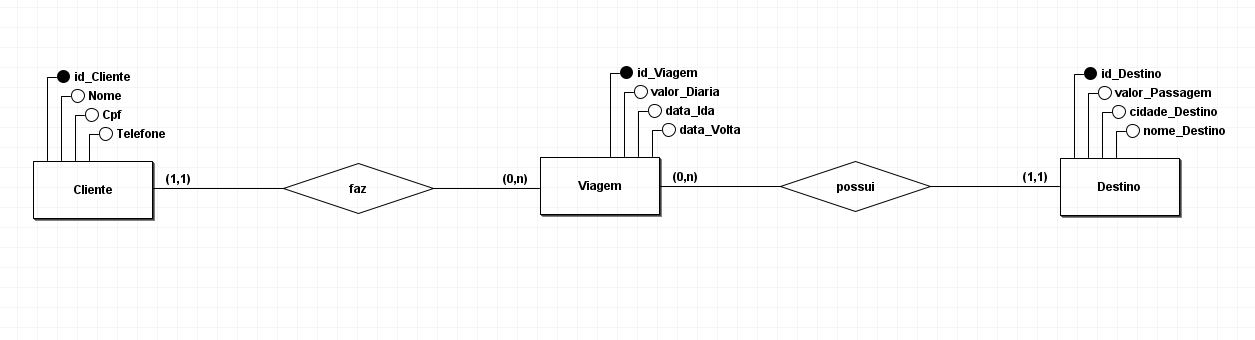 id_Cliente
Nome
Cpf
Telefone
Cliente
(1,1)
faz
(0,n)
id_Viagem
valor_Diaria
data_Ida
data_Volta
Viagem
(0,n)
possui
(1,1)
id_Destino
valor_Passagem
cidade_Destino
nome_Destino
Destino